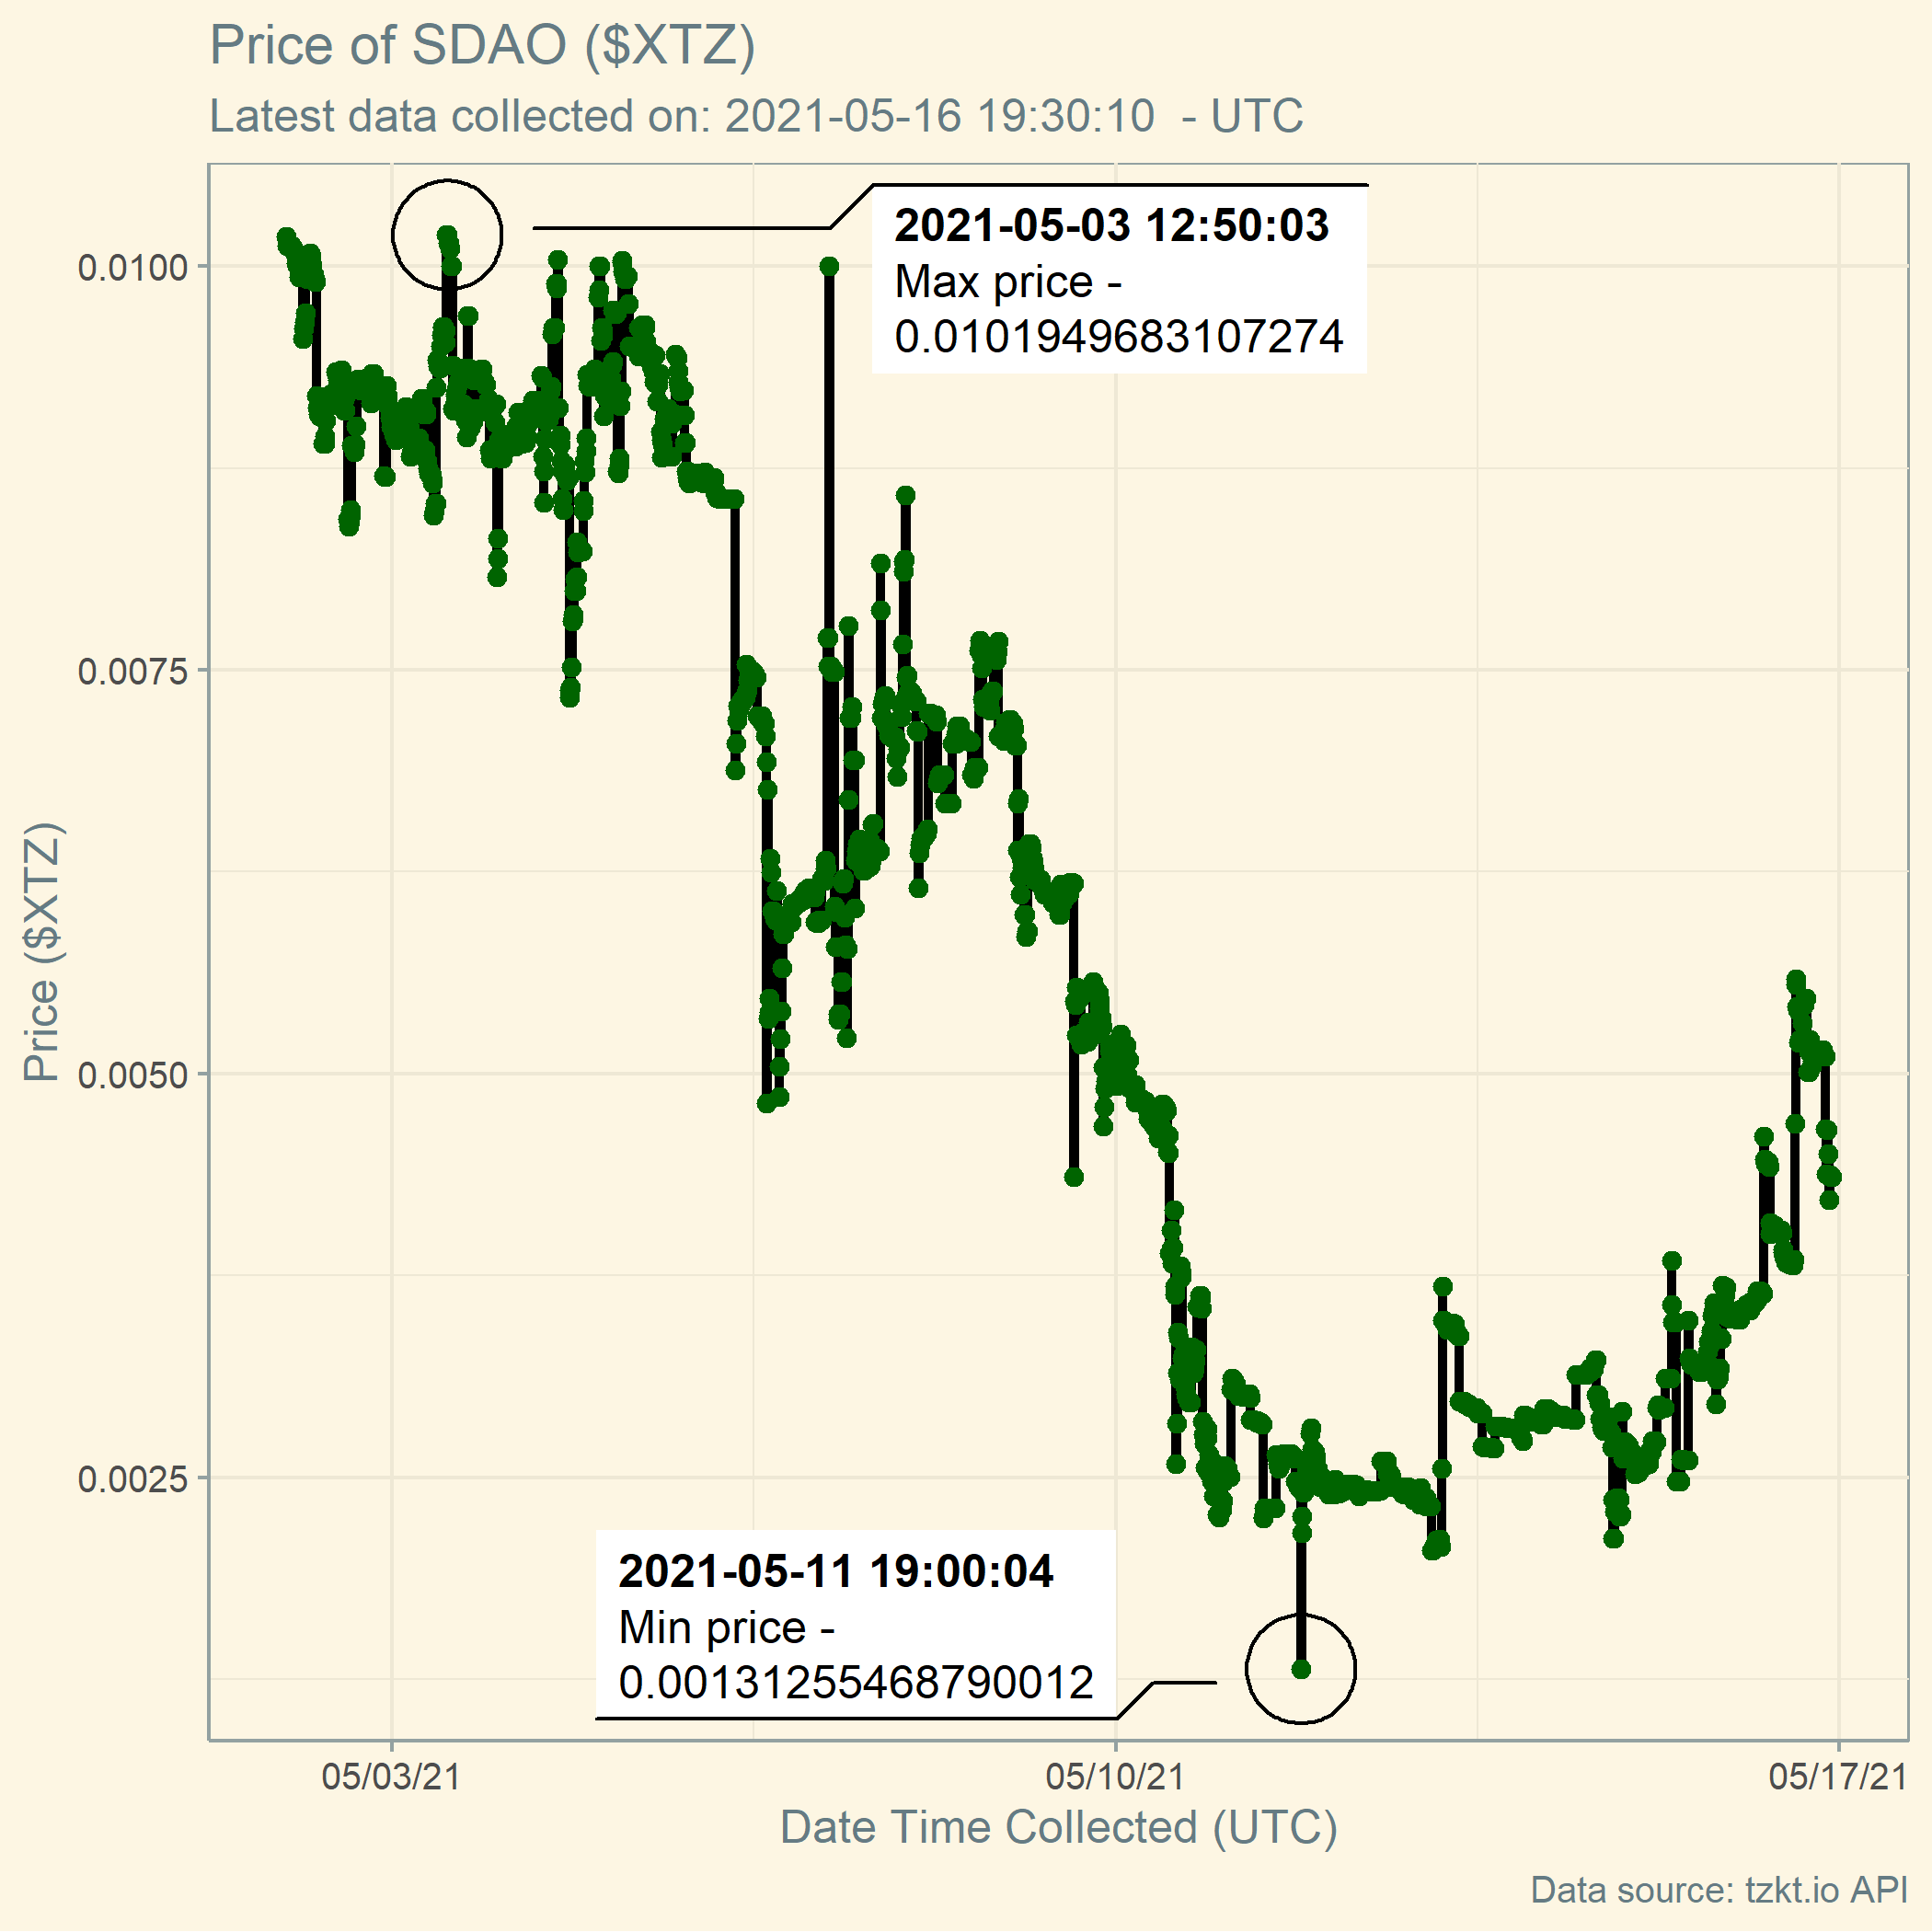 Price of SDAO ($XTZ)
Latest data collected on: 2021-05-16 19:30:10  - UTC
2021-05-03 12:50:03
Max price -
0.0101949683107274
0.0100
0.0075
0.0050
0.0025
Price ($XTZ)
2021-05-11 19:00:04
Min price -
0.00131255468790012
05/03/21
05/10/21
05/17/21
Date Time Collected (UTC)
Data source: tzkt.io API